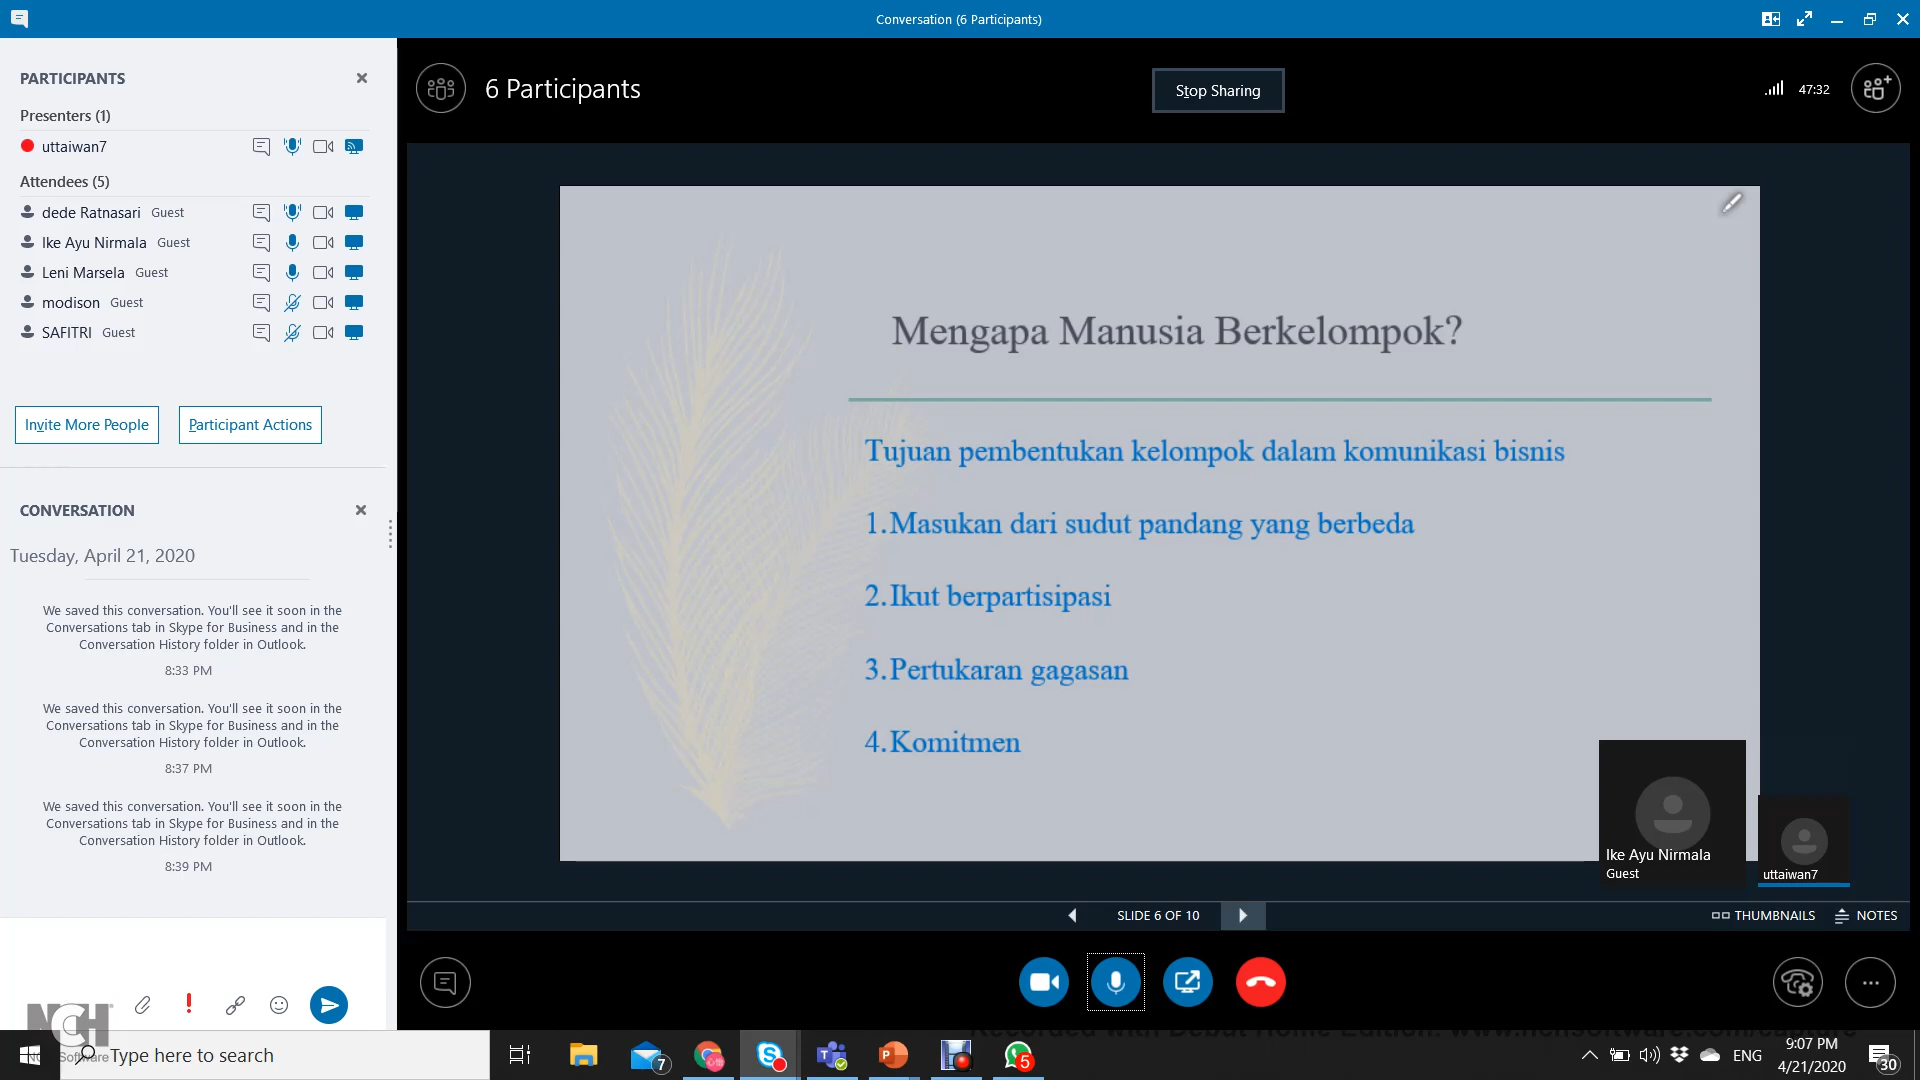 Conversation (6 Participants)
PARTICIPANTS
Presenters (1)
uttaiwan7
Attendees (5)
dede Ratnasari Guest
Ike Ayu Nirmala Guest
Leni Marsela Guest
modison Guest
SAFITRI Guest
Invite More People
Participant Actions
CONVERSATION
Tuesday, April 21, 2020
We saved this conversation. You'll see it soon in the
Conversations tab in Skype for Business and in the
Conversation History folder in Outlook.
8:33 PM
We saved this conversation. You'll see it soon in the
Conversations tab in Skype for Business and in the
Conversation History folder in Outlook.
8:37 PM
We saved this conversation. You'll see it soon in the
Conversations tab in Skype for Business and in the
Conversation History folder in Outlook.
8:39 PM
6 Participants
Stop Sharing
47:32
Mengapa Manusia Berkelompok?
Tujuan pembentukan kelompok dalam komunikasi bisnis
1.Masukan dari sudut pandang yang berbeda
2.Ikut berpartisipasi
3.Pertukaran gagasan
4.Komitmen
Ike Ayu Nirmala
Guest
uttaiwan7
SLIDE 6 OF 10
THUMBNAILS
NOTES
NCH
Software
Type here to search
7
5
ENG
9:07 PM
4/21/2020
30